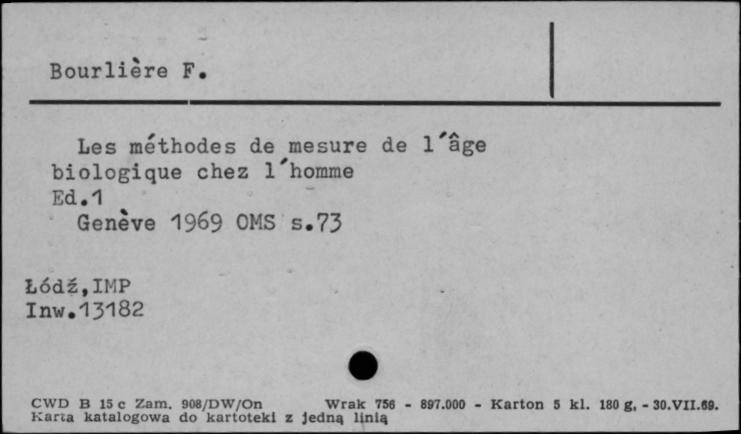 Bourlière F.
Les méthodes de mesure de l'âge
biologique chez l'homme
Ed.1
Genève 1969 OMS s.73
Łódź,IMP
Inw.13182
CWD B 15 c Zam. 908/DW/On Wrak 756 - 897.000 - Karton 5 kl. 180 g, - 30.VII.69.
Karta katalogowa do kartoteki z jedną linią